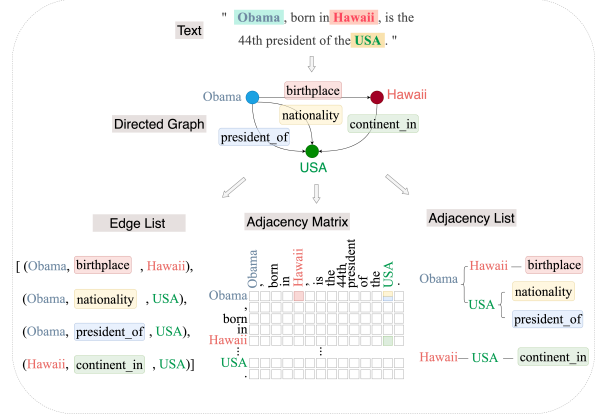 Text
" Obama, born in Hawaii, is the
44th president of the USA. "
Obama
birthplace
Hawaii
nationality
Directed Graph
president_of
continent_in
USA
Edge List
[ (Obama, birthplace , Hawaii),
(Obama, nationality , USA),
(Obama, president_of , USA),
(Hawaii, continent_in , USA)]
Adjacency Matrix
Obama , born in Hawaii , is the 44th president of the USA .
Obama
,
born
in
Hawaii
...
...
USA
.
Adjacency List
Hawaii — birthplace
Obama
nationality
USA
president_of
Hawaii — USA — continent_in